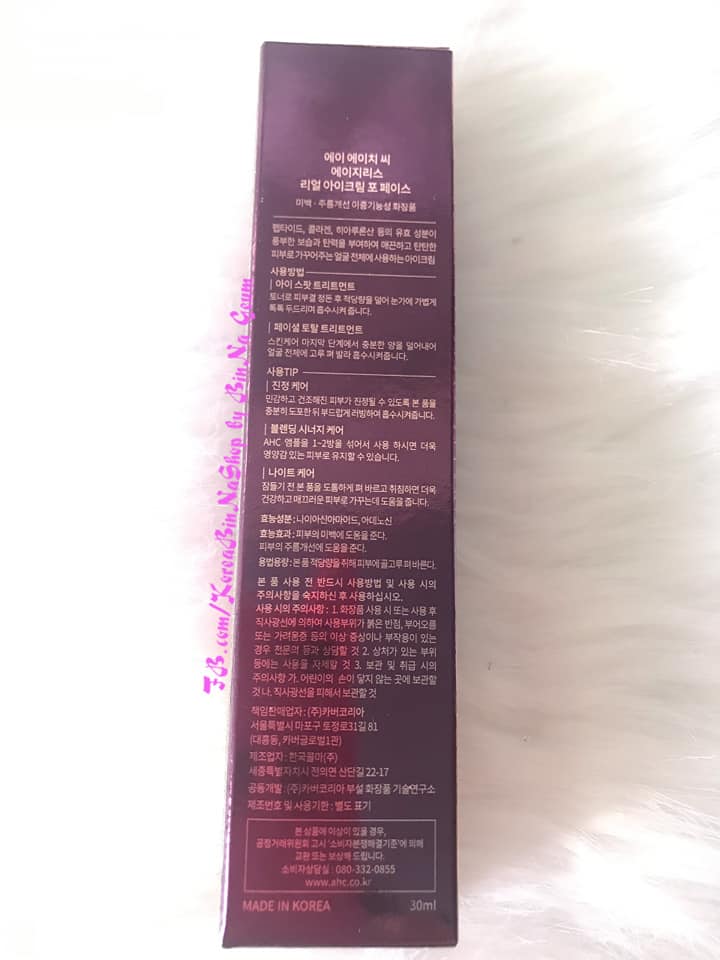 에이 에이치 씨
에이지리스
리얼 아이크림 포 페이스
미백 · 주름개선 이중기능성 화장품
펩타이드, 콜라겐, 히아루론산 등의 유효 성분이
풍부한 보습과 탄력을 부여하여 매끈하고 탄탄한
피부로 가꾸어주는 얼굴 전체에 사용하는 아이크림
사용방법
| 아이 스팟 트리트먼트
토너로 피부결 정돈 후 적당량을 덜어 눈가에 가볍게
톡톡 두드리며 흡수시켜 줍니다.
| 페이셜 토탈 트리트먼트
스킨케어 마지막 단계에서 충분한 양을 덜어내어
얼굴 전체에 고루 펴 발라 흡수시켜줍니다.
사용TIP
| 진정 케어
민감하고 건조해진 피부가 진정될 수 있도록 본 품을
충분히 도포한 뒤 부드럽게 러빙하여 흡수시켜줍니다.
| 블렌딩 시너지 케어
AHC 앰플을 1~2방울 섞어서 사용 하시면 더욱
영양감 있는 피부로 유지할 수 있습니다.
| 나이트 케어
잠들기 전 본 품을 도톰하게 펴 바르고 취침하면 더욱
건강하고 매끄러운 피부로 가꾸는데 도움을 줍니다.
효능성분 : 나이아신아마이드, 아데노신
효능효과 : 피부의 미백에 도움을 준다.
피부의 주름개선에 도움을 준다.
용법용량 : 본 품 적당량을 취해 피부에 골고루 펴 바른다.
본 품 사용 전 반드시 사용방법 및 사용 시의
주의사항을 숙지하신 후 사용하십시오.
사용 시의 주의사항 : 1. 화장품 사용 시 또는 사용 후
직사광선에 의하여 사용부위가 붉은 반점, 부어오름
또는 가려움증 등의 이상 증상이나 부작용이 있는
경우 전문의 등과 상담할 것 2. 상처가 있는 부위
등에는 사용을 자제할 것 3. 보관 및 취급 시의
주의사항 가. 어린이의 손이 닿지 않는 곳에 보관할
것 나. 직사광선을 피해서 보관할 것
책임판매업자 : (주)카버코리아
서울특별시 마포구 토정로31길 81
(대흥동, 카버글로벌1관)
제조업자 : 한국콜마(주)
세종특별자치시 전의면 산단길 22-17
공동개발 : (주)카버코리아 부설 화장품 기술연구소
제조번호 및 사용기한 : 별도 표기
본 상품에 이상이 있을 경우,
공정거래위원회 고시 '소비자분쟁해결기준'에 의해
교환 또는 보상해 드립니다.
소비자상담실 : 080-332-0855
www.ahc.co.kr
MADE IN KOREA 30ml
FB.com/KoreaBinNaShop by Bin Na Geum